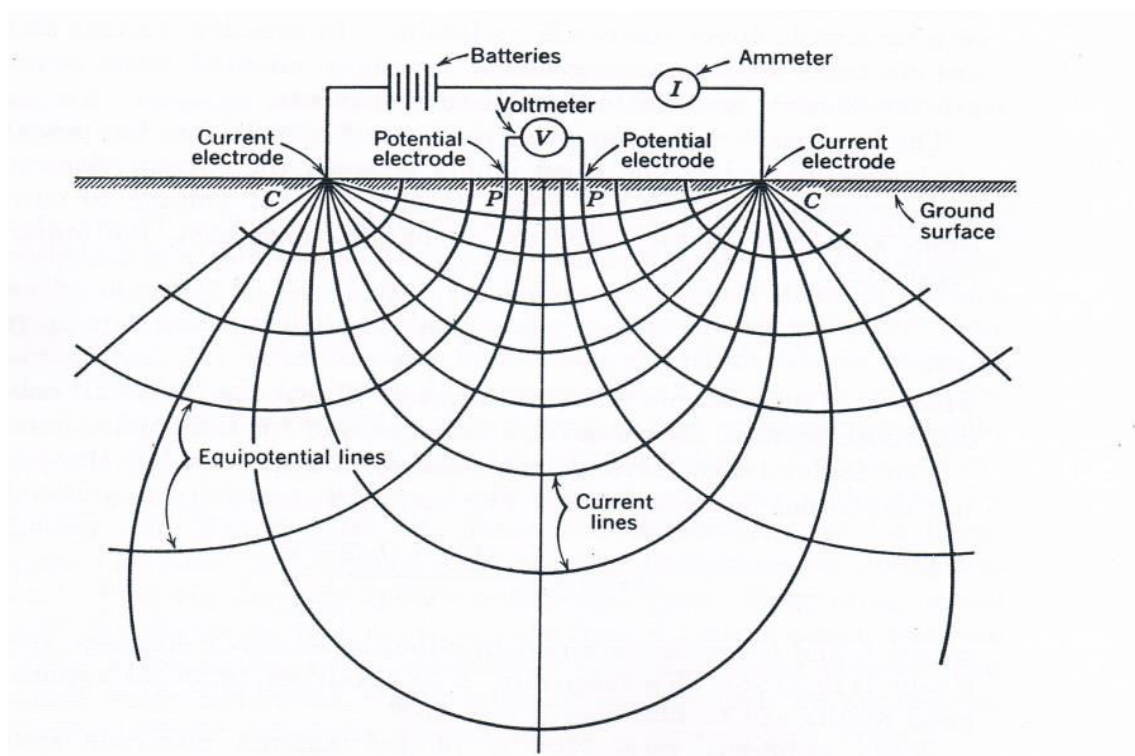 Batteries
Ammeter
I
Voltmeter
V
Current
electrode
Potential
electrode
Potential
electrode
Current
electrode
C
P
P
C
Ground
surface
Equipotential lines
Current
lines